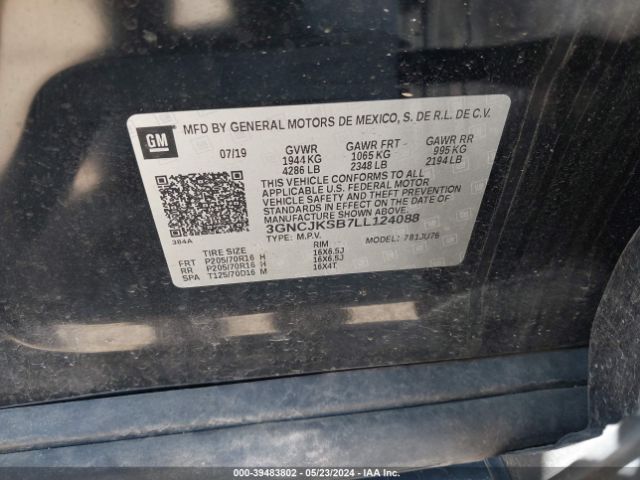 GM
MFD BY GENERAL MOTORS DE MEXICO, S. DE R.L. DE C.V.
07/19 GVWR GAWR FRT GAWR RR
1944 KG 1065 KG 995 KG
4286 LB 2348 LB 2194 LB
THIS VEHICLE CONFORMS TO ALL
APPLICABLE U.S. FEDERAL MOTOR
VEHICLE SAFETY AND THEFT PREVENTION
STANDARDS IN EFFECT ON THE DATE OF
MANUFACTURE SHOWN ABOVE.
3GNCJKSB7LL124088
384A
TYPE: M.P.V. MODEL: 781JU76
TIRE SIZE RIM
FRT P205/70R16 H 16X6.5J
RR P205/70R16 H 16X6.5J
SPA T125/70D16 M 16X4T
000-39483802 - 05/23/2024 - IAA Inc.